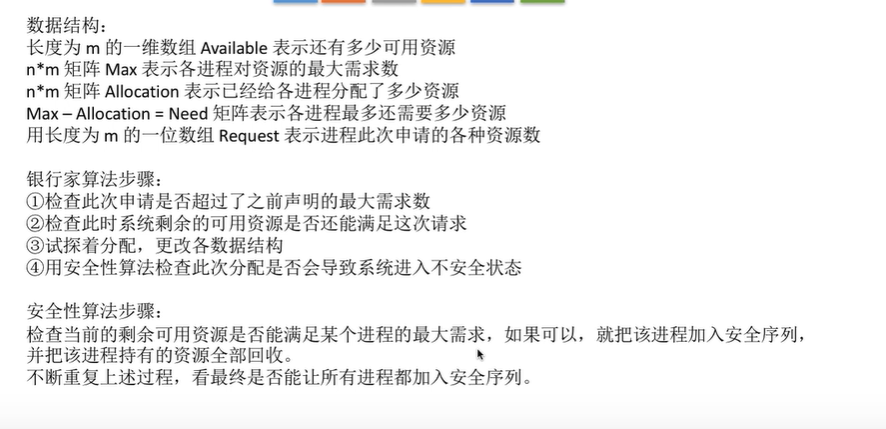 数据结构：
长度为 m 的一维数组 Available 表示还有多少可用资源
n*m 矩阵 Max 表示各进程对资源的最大需求数
n*m 矩阵 Allocation 表示已经给各进程分配了多少资源
Max – Allocation = Need 矩阵表示各进程最多还需要多少资源
用长度为 m 的一位数组 Request 表示进程此次申请的各种资源数
银行家算法步骤：
①检查此次申请是否超过了之前声明的最大需求数
②检查此时系统剩余的可用资源是否还能满足这次请求
③试探着分配，更改各数据结构
④用安全性算法检查此次分配是否会导致系统进入不安全状态
安全性算法步骤：
检查当前的剩余可用资源是否能满足某个进程的最大需求，如果可以，就把该进程加入安全序列，
并把该进程持有的资源全部回收。
不断重复上述过程，看最终是否能让所有进程都加入安全序列。